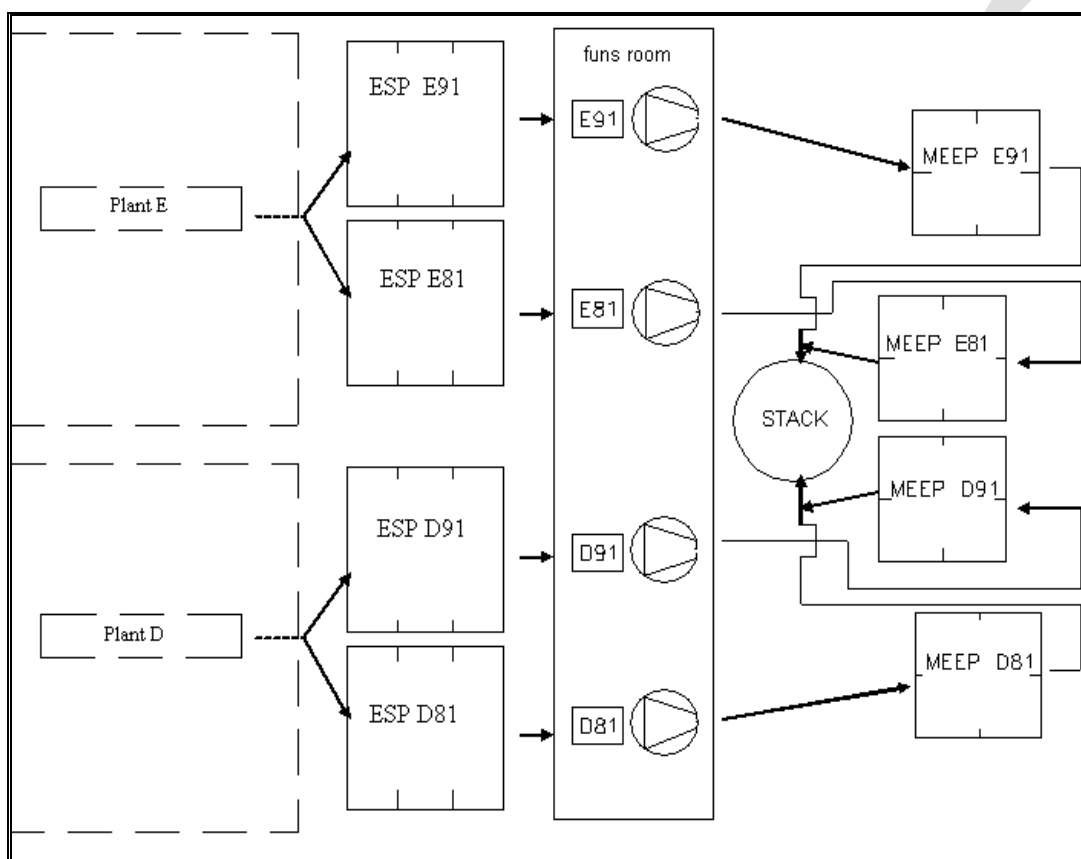 ESP E91
funs room
E91
MEEP E91
Plant E
ESP E81
E81
MEEP E81
STACK
MEEP D91
ESP D91
D91
Plant D
MEEP D81
ESP D81
D81